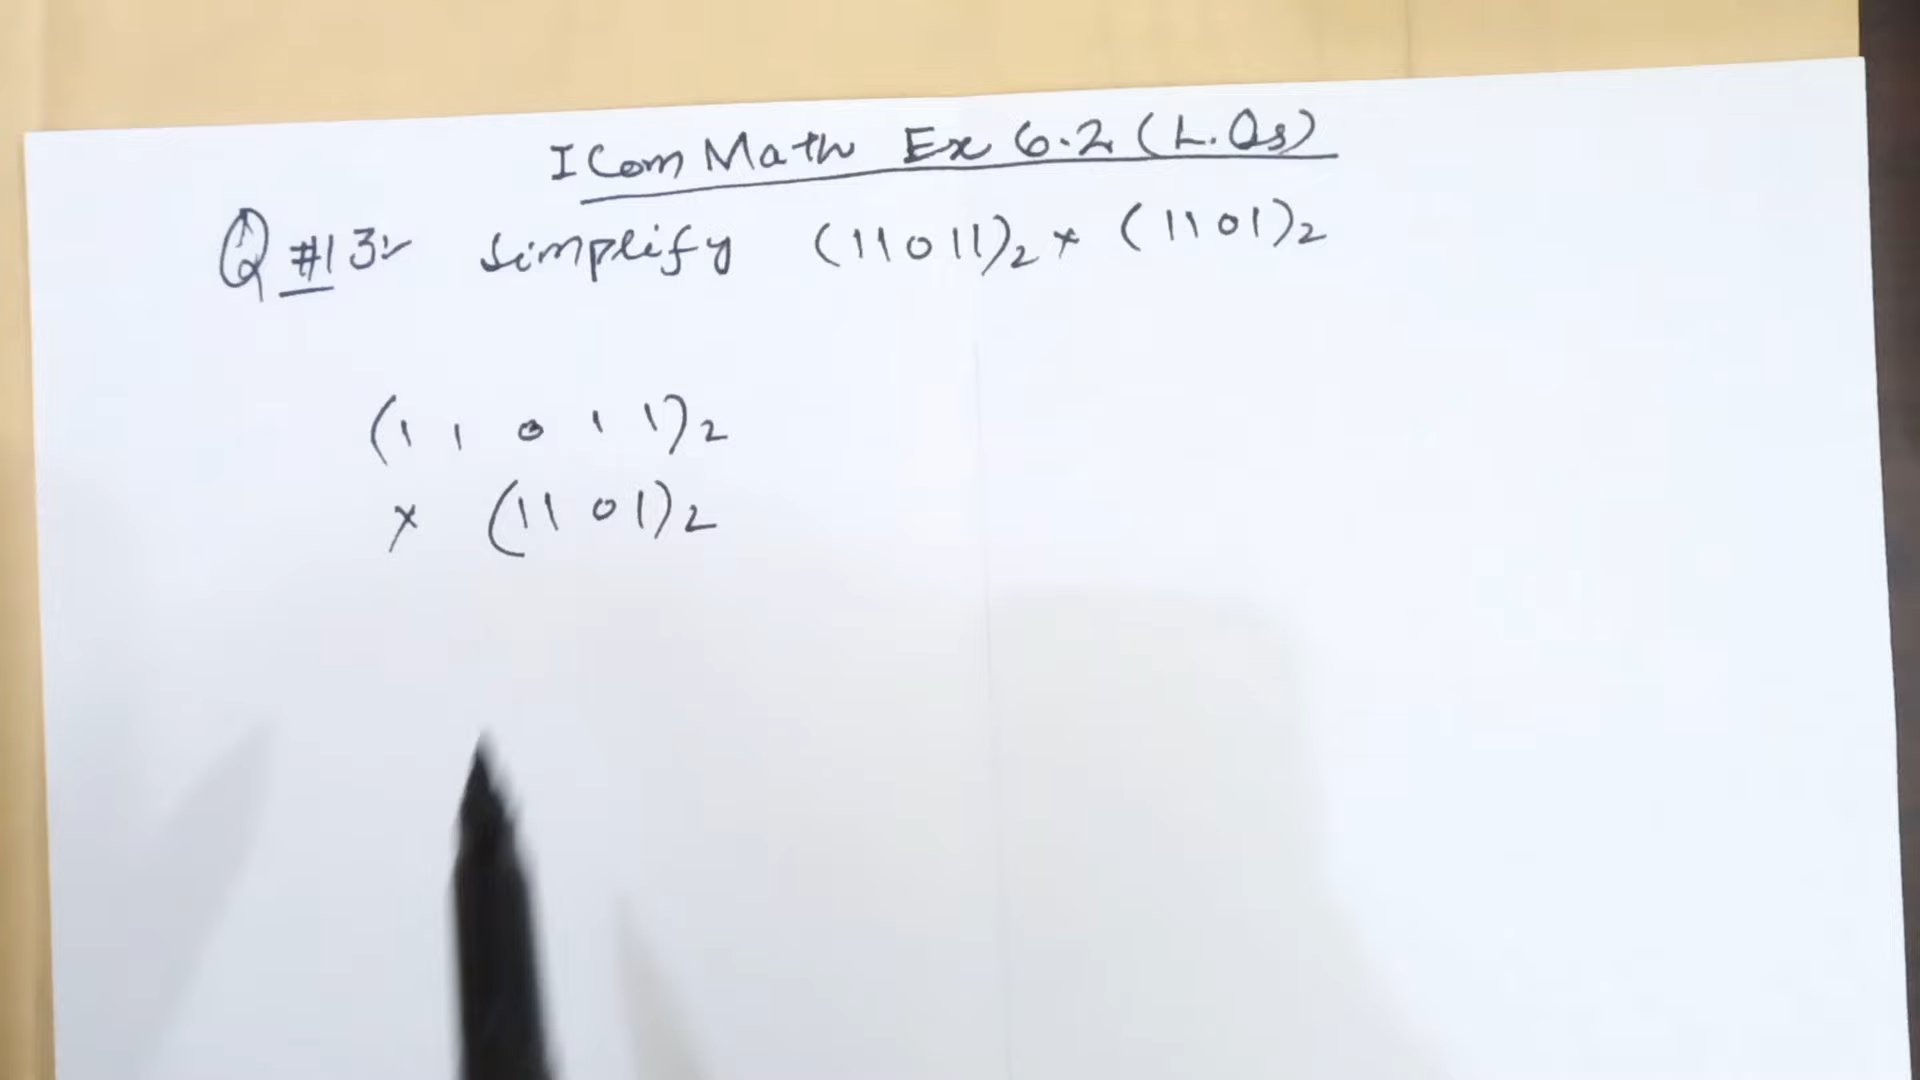 I Com Math Ex 6.2 (L.Qs)
Q #13:- Simplify (11011)₂ × (1101)₂
(11011)₂
× (1101)₂